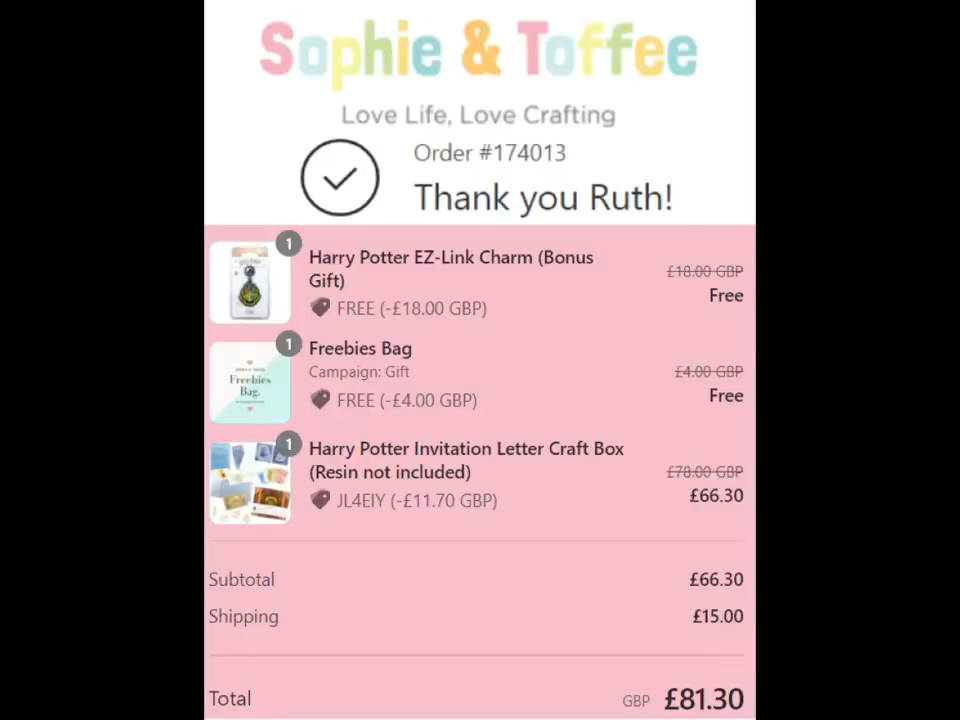 Sophie & Toffee
Love Life, Love Crafting
Order #174013
Thank you Ruth!
1
Harry Potter EZ-Link Charm (Bonus
Gift)
£18.00 GBP
Free
FREE (-£18.00 GBP)
1
Freebies Bag
Campaign: Gift
£4.00 GBP
Free
FREE (-£4.00 GBP)
Freebies
Bag.
1
Harry Potter Invitation Letter Craft Box
(Resin not included)
£78.00 GBP
£66.30
JL4EIY (-£11.70 GBP)
Subtotal £66.30
Shipping £15.00
Total GBP £81.30